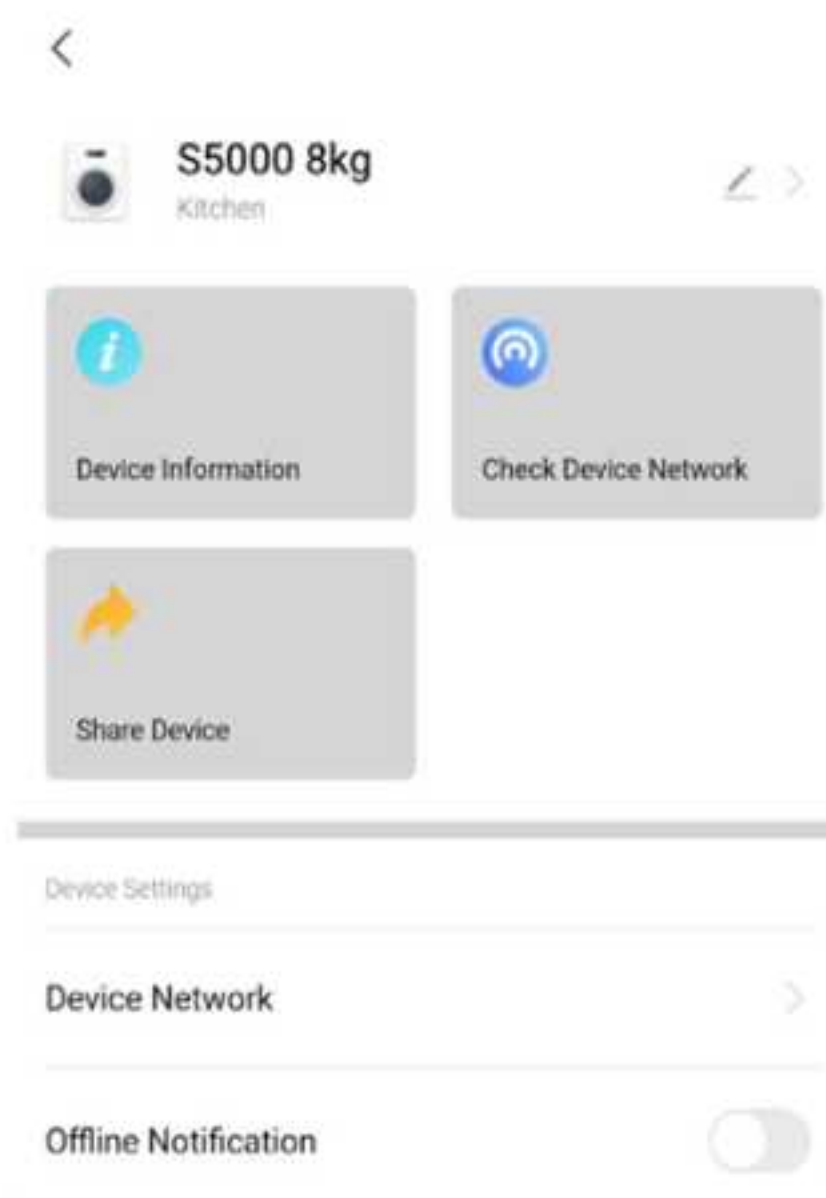 S5000 8kg
Kitchen
Device Information
Check Device Network
Share Device
Device Settings
Device Network
Offline Notification